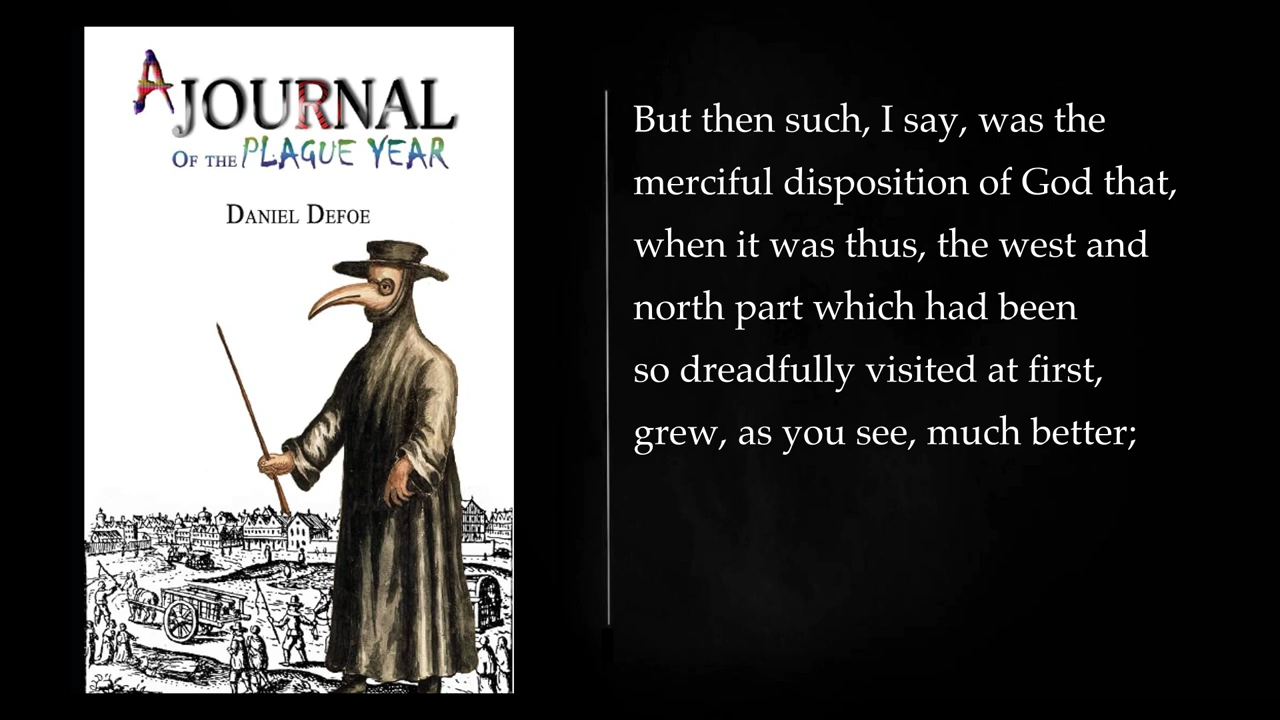 A JOURNAL
OF THE PLAGUE YEAR
DANIEL DEFOE
But then such, I say, was the
merciful disposition of God that,
when it was thus, the west and
north part which had been
so dreadfully visited at first,
grew, as you see, much better;